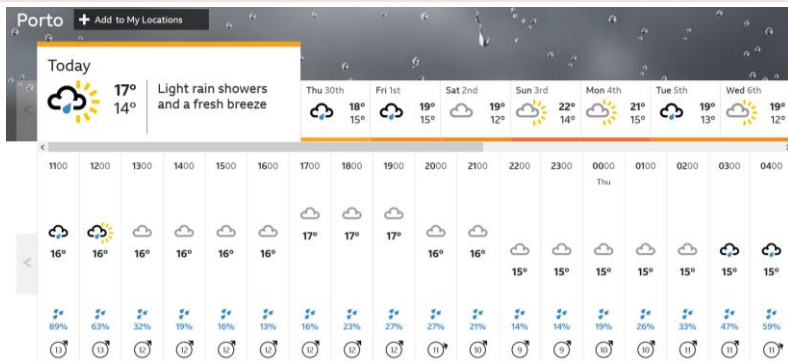 Porto
+ Add to My Locations
Today
17°
14°
Light rain showers
and a fresh breeze
Thu 30th
18°
15°
Fri 1st
19°
15°
Sat 2nd
19°
12°
Sun 3rd
22°
14°
Mon 4th
21°
15°
Tue 5th
19°
13°
Wed 6th
19°
12°
1100 1200 1300 1400 1500 1600 1700 1800 1900 2000 2100 2200 2300 0000 0100 0200 0300 0400
Thu
16° 16° 16° 16° 16° 16° 17° 17° 17° 16° 16° 15° 15° 15° 15° 15° 15° 15°
89% 63% 32% 19% 16% 13% 16% 23% 27% 27% 21% 14% 14% 19% 26% 33% 47% 59%
13 13 12 12 12 12 12 12 12 11 10 9 9 10 10 11 11 11